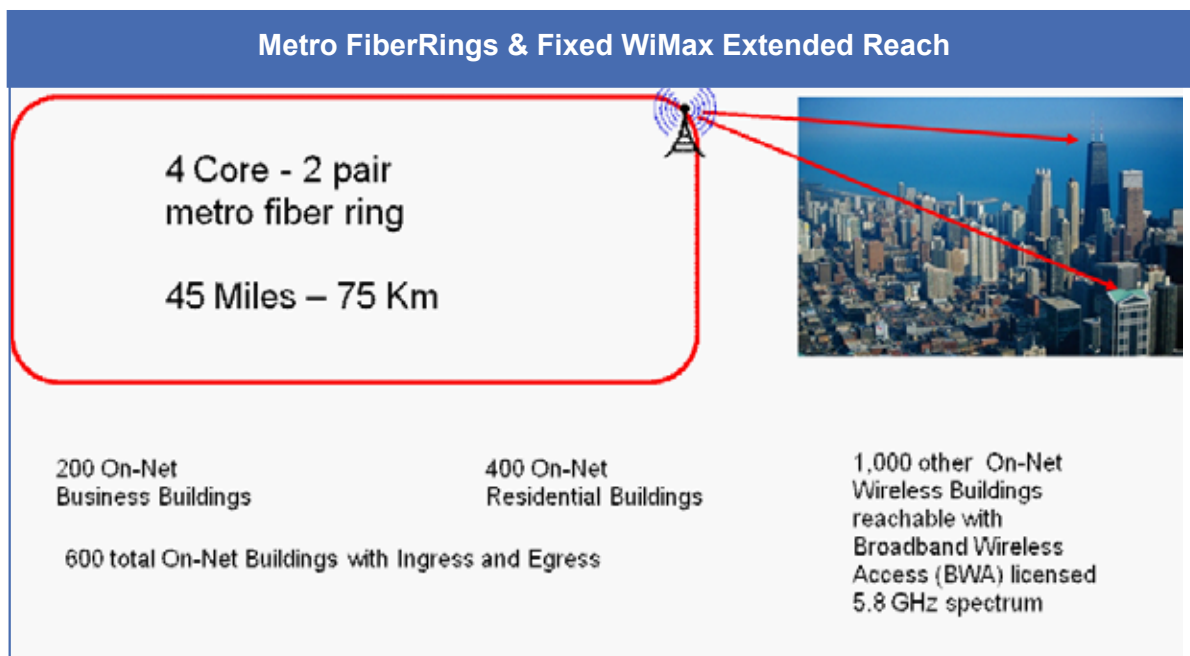 Metro FiberRings & Fixed WiMax Extended Reach
4 Core - 2 pair
metro fiber ring
45 Miles – 75 Km
200 On-Net
Business Buildings
400 On-Net
Residential Buildings
600 total On-Net Buildings with Ingress and Egress
1,000 other On-Net
Wireless Buildings
reachable with
Broadband Wireless
Access (BWA) licensed
5.8 GHz spectrum